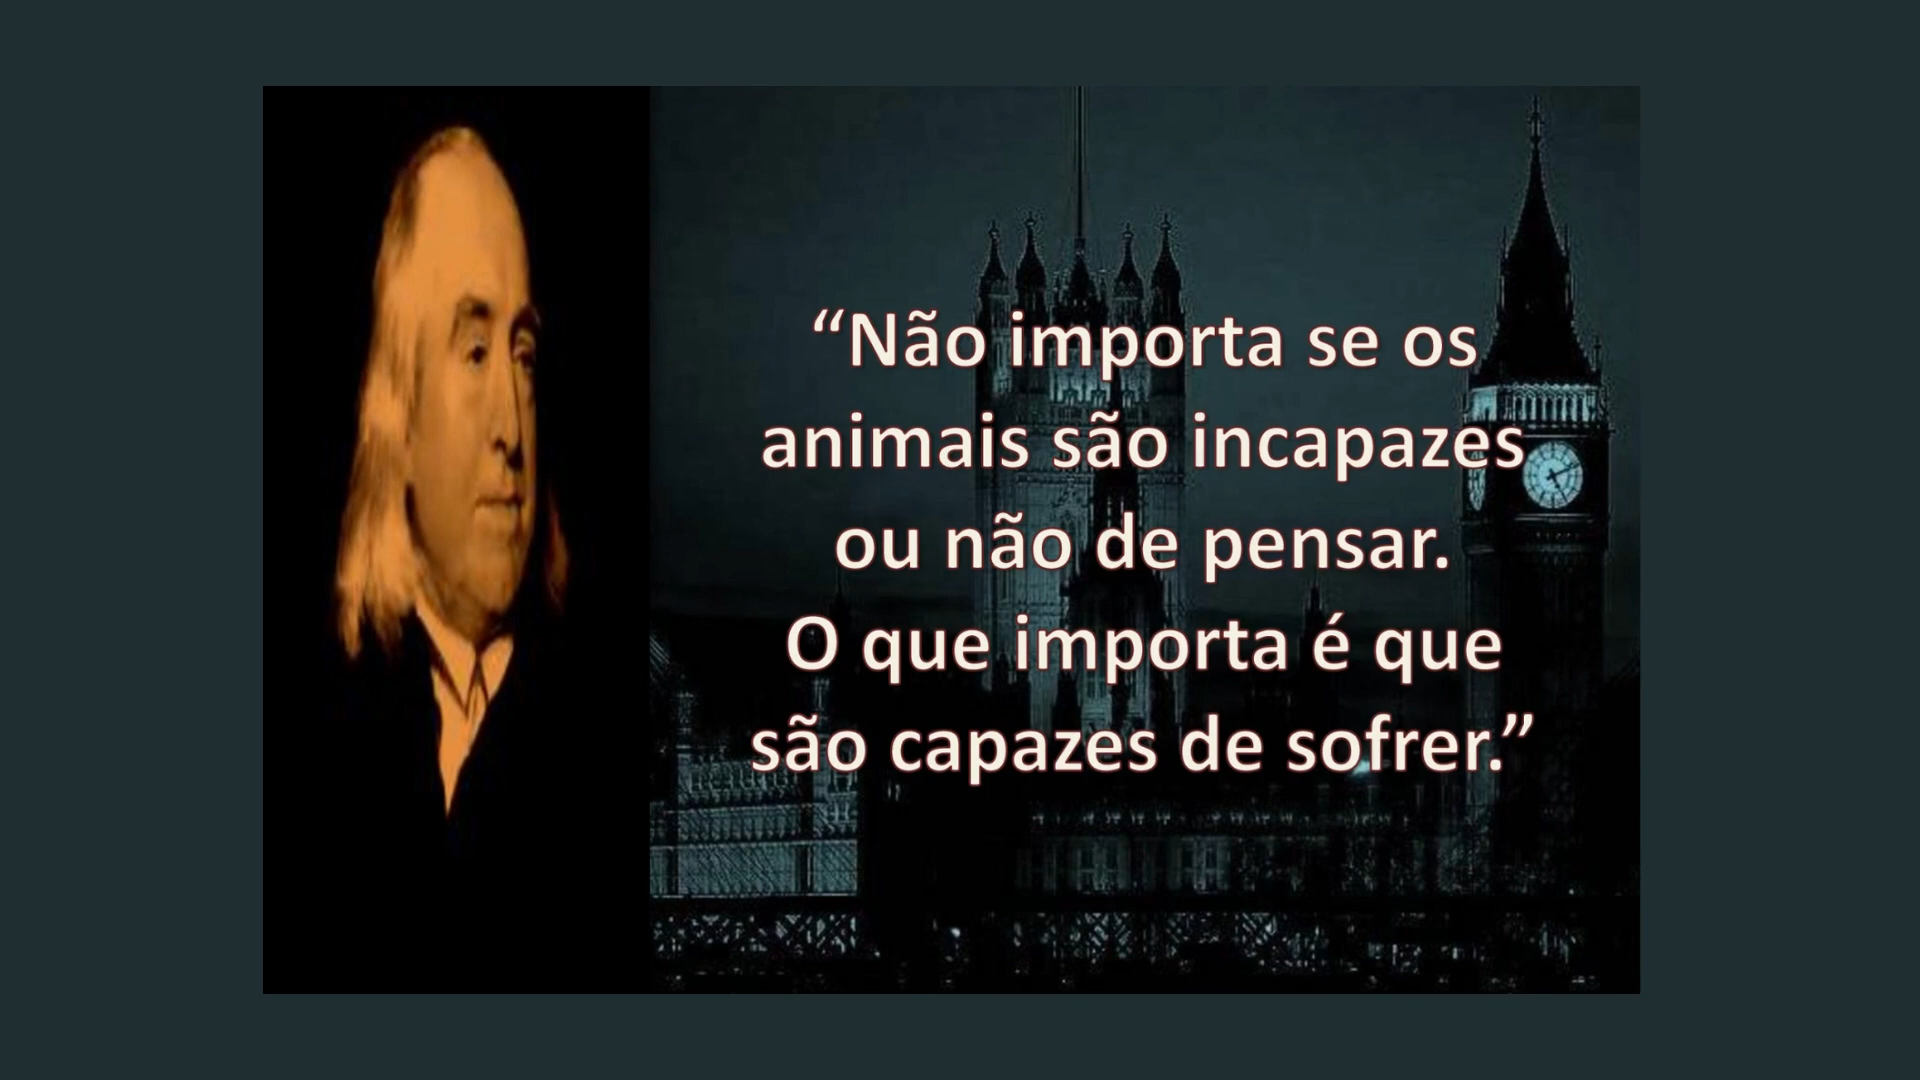 “Não importa se os
animais são incapazes
ou não de pensar.
O que importa é que
são capazes de sofrer.”